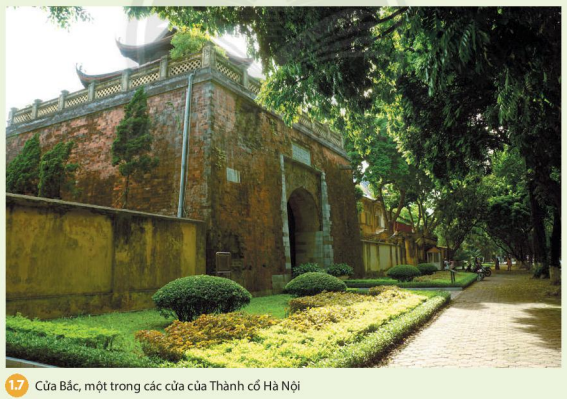 1.7 Cửa Bắc, một trong các cửa của Thành cổ Hà Nội